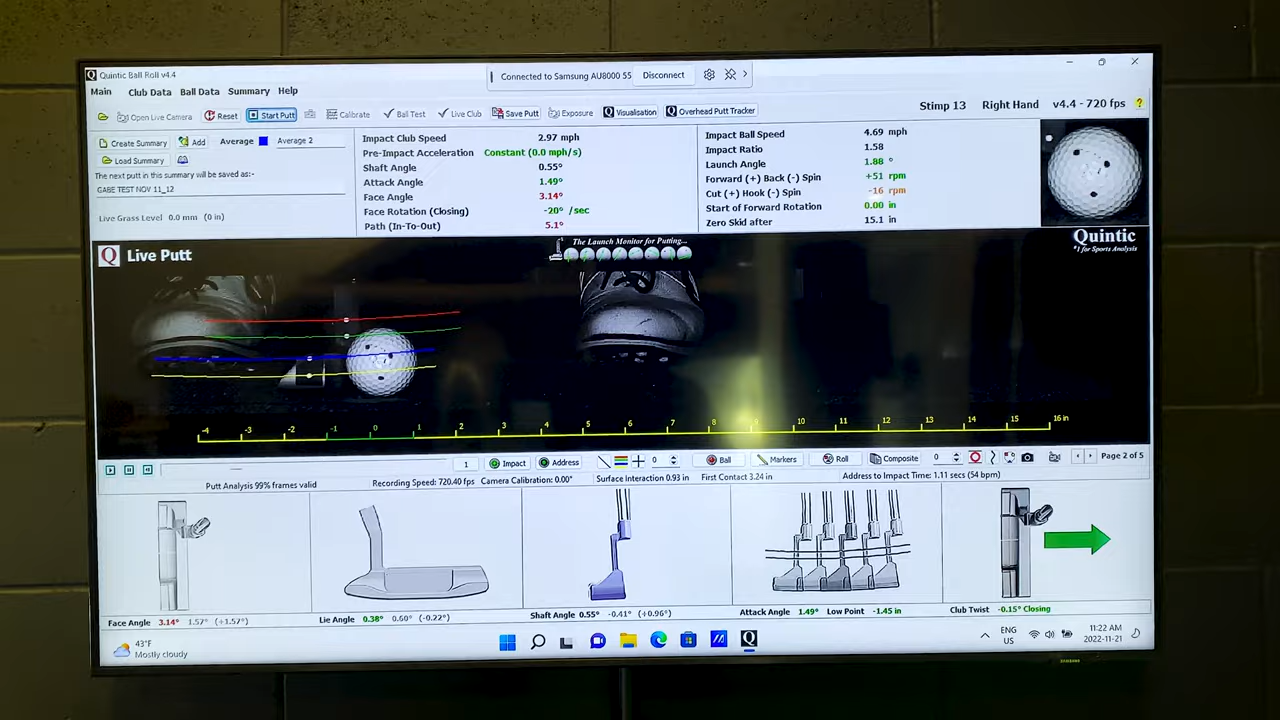 Quintic Ball Roll v4.4
Connected to Samsung AU8000 55 Disconnect
Main Club Data Ball Data Summary Help
Open Live Camera Reset Start Putt Calibrate Ball Test Live Club Save Putt Exposure Visualisation Overhead Putt Tracker
Stimp 13 Right Hand v4.4 - 720 fps ?
Create Summary Add Average Average 2
Load Summary
The next putt in this summary will be saved as:-
GABE TEST NOV 11_12
Live Grass Level 0.0 mm (0 in)
Impact Club Speed 2.97 mph
Pre-Impact Acceleration Constant (0.0 mph/s)
Shaft Angle 0.55°
Attack Angle 1.49°
Face Angle 3.14°
Face Rotation (Closing) -20° /sec
Path (In-To-Out) 5.1°
Impact Ball Speed 4.69 mph
Impact Ratio 1.58
Launch Angle 1.88 °
Forward (+) Back (-) Spin +51 rpm
Cut (+) Hook (-) Spin -16 rpm
Start of Forward Rotation 0.00 in
Zero Skid after 15.1 in
Q Live Putt
The Launch Monitor for Putting...
Quintic
#1 for Sports Analysis
-4 -3 -2 -1 0 1 2 3 4 5 6 7 8 9 10 11 12 13 14 15 16 in
1 Impact Address 0 Ball Markers Roll Composite 0 Page 2 of 5
Putt Analysis 99% frames valid Recording Speed: 720.40 fps Camera Calibration: 0.00° Surface Interaction 0.93 in First Contact 3.24 in Address to Impact Time: 1.11 secs (54 bpm)
Face Angle 3.14° 1.57° (+1.57°)
Lie Angle 0.38° 0.60° (-0.22°)
Shaft Angle 0.55° -0.41° (+0.96°)
Attack Angle 1.49° Low Point -1.45 in
Club Twist -0.15° Closing
43°F
Mostly cloudy
ENG
US
11:22 AM
2022-11-21
SAMSUNG